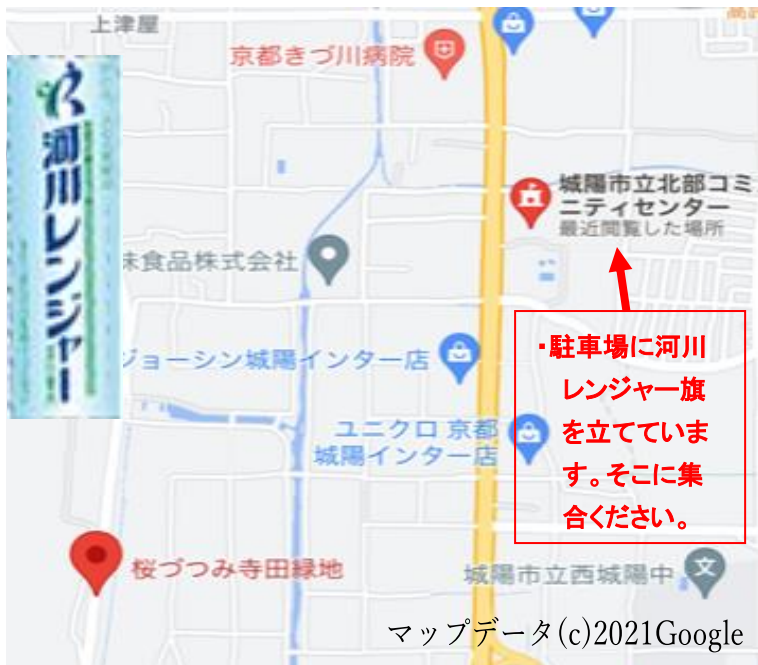 上津屋
京都きづ川病院
河川レンジャー
城陽市立北部コミ
ュニティセンター
最近閲覧した場所
味食品株式会社
・駐車場に河川
レンジャー旗
を立てていま
す。そこに集
合ください。
ジョーシン城陽インター店
ユニクロ 京都
城陽インター店
桜づつみ寺田緑地
城陽市立西城陽中
マップデータ(c)2021Google